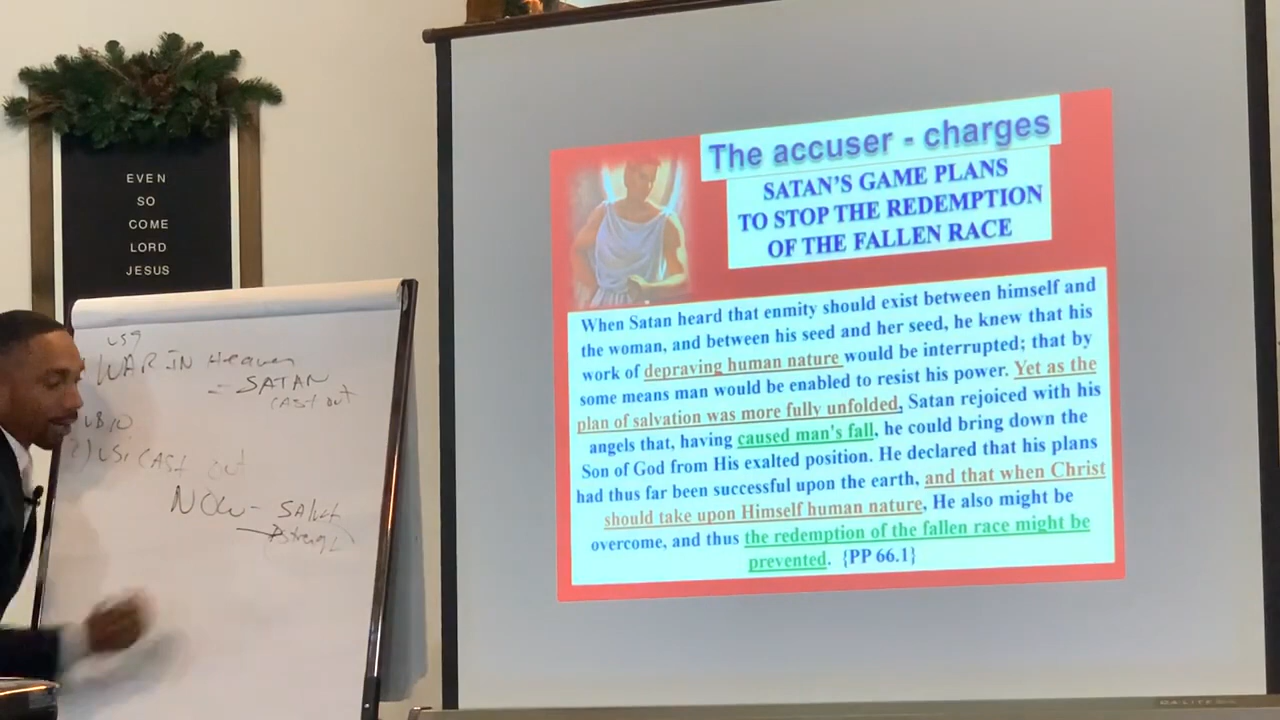 EVEN
SO
COME
LORD
JESUS
WAR IN Heaven
= SATAN
CAST out
CAST out
NOW -
The accuser - charges
SATAN'S GAME PLANS
TO STOP THE REDEMPTION
OF THE FALLEN RACE
When Satan heard that enmity should exist between himself and
the woman, and between his seed and her seed, he knew that his
work of depraving human nature would be interrupted; that by
some means man would be enabled to resist his power. Yet as the
plan of salvation was more fully unfolded, Satan rejoiced with his
angels that, having caused man's fall, he could bring down the
Son of God from His exalted position. He declared that his plans
had thus far been successful upon the earth, and that when Christ
should take upon Himself human nature, He also might be
overcome, and thus the redemption of the fallen race might be
prevented. {PP 66.1}